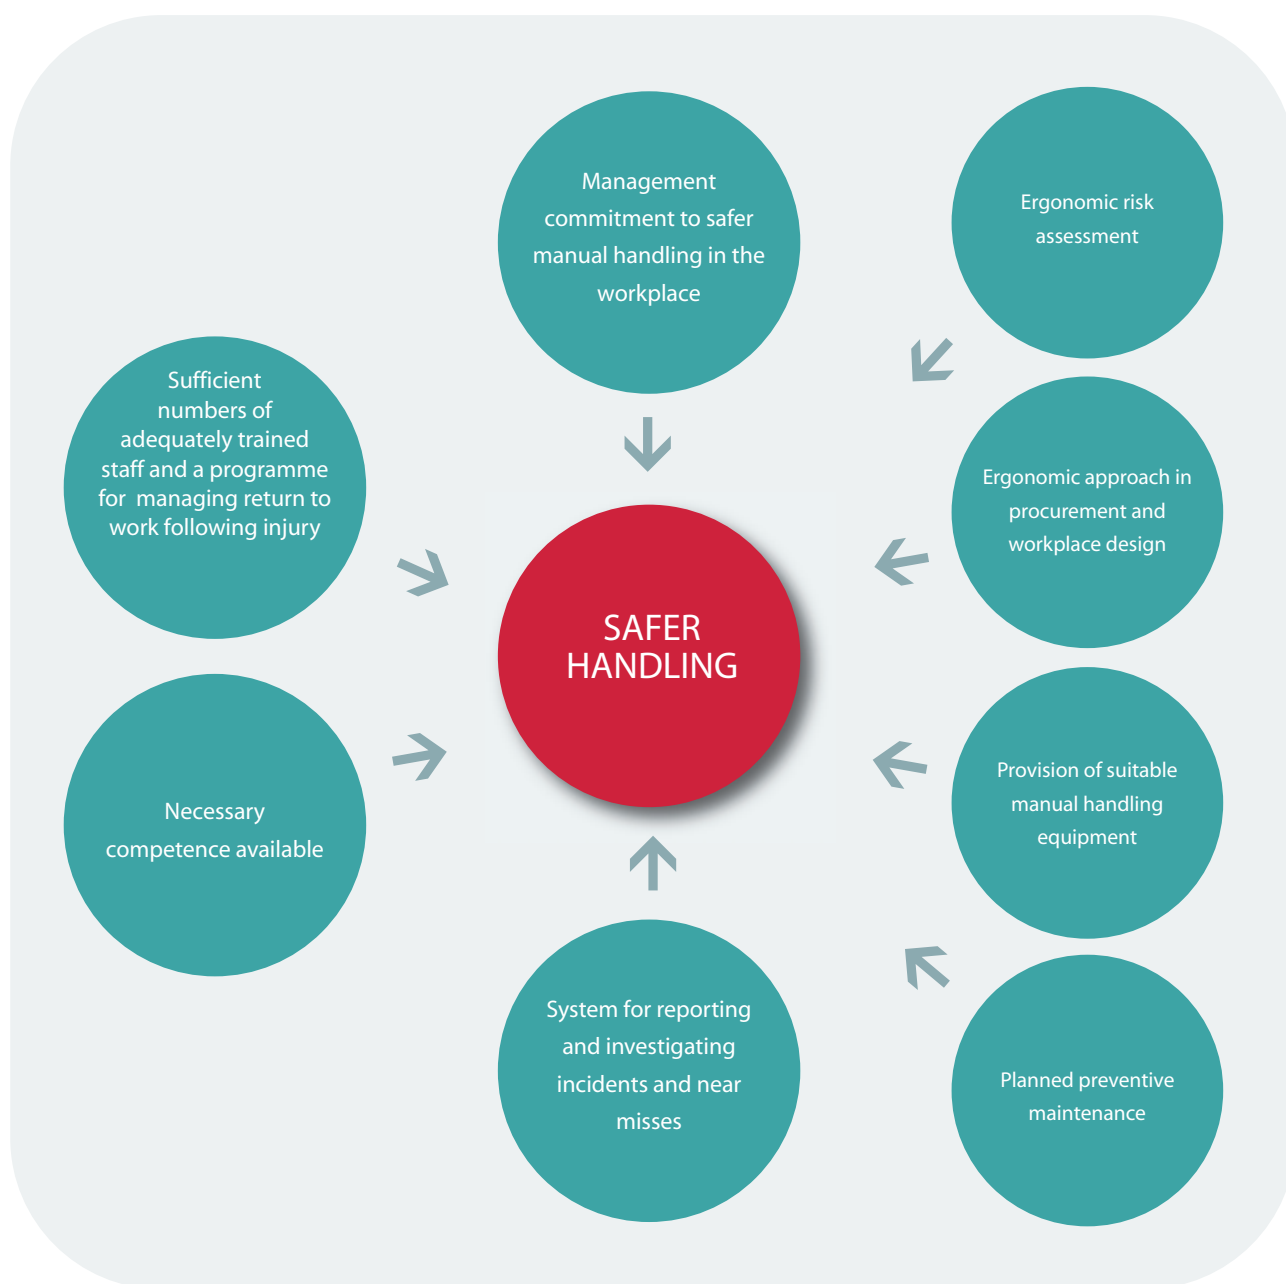 Management
commitment to safer
manual handling in the
workplace
Ergonomic risk
assessment
Sufficient
numbers of
adequately trained
staff and a programme
for managing return to
work following injury
Ergonomic approach in
procurement and
workplace design
SAFER
HANDLING
Necessary
competence available
Provision of suitable
manual handling
equipment
System for reporting
and investigating
incidents and near
misses
Planned preventive
maintenance